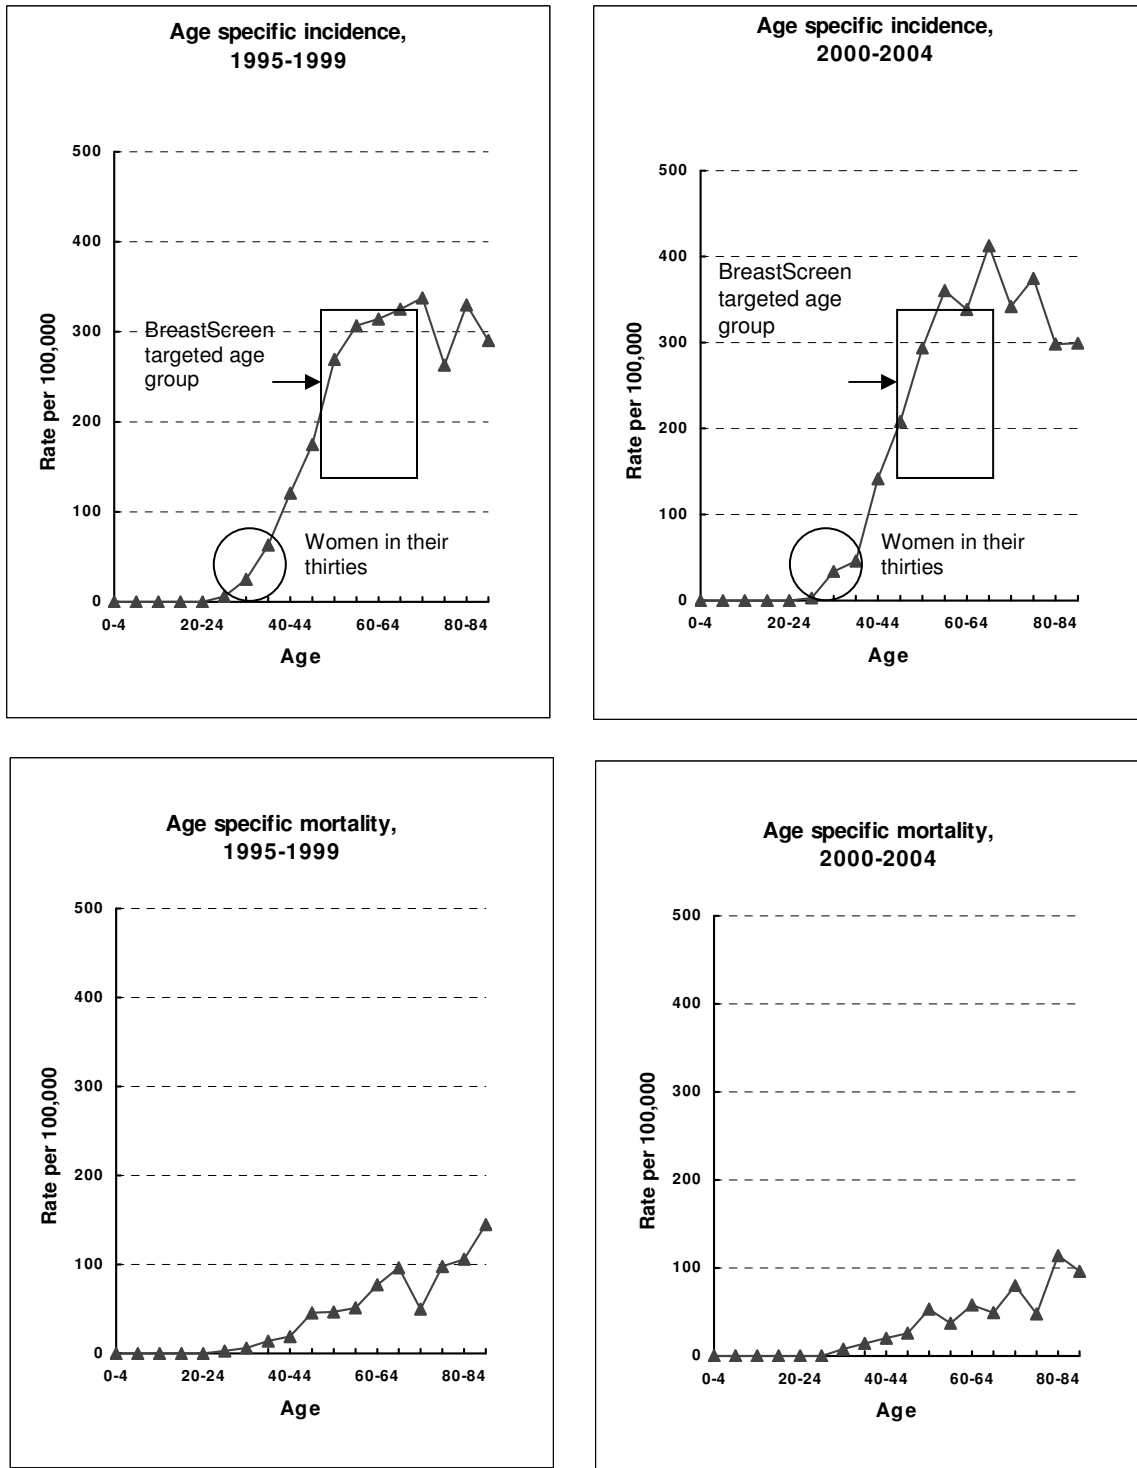 Age specific incidence,
1995-1999
500
400
300
200
100
0
Rate per 100,000
BreastScreen
targeted age
group
Women in their
thirties
0-4
20-24
40-44
60-64
80-84
Age
Age specific incidence,
2000-2004
500
400
300
200
100
0
Rate per 100,000
BreastScreen
targeted age
group
Women in their
thirties
0-4
20-24
40-44
60-64
80-84
Age
Age specific mortality,
1995-1999
500
400
300
200
100
0
Rate per 100,000
0-4
20-24
40-44
60-64
80-84
Age
Age specific mortality,
2000-2004
500
400
300
200
100
0
Rate per 100,000
0-4
20-24
40-44
60-64
80-84
Age